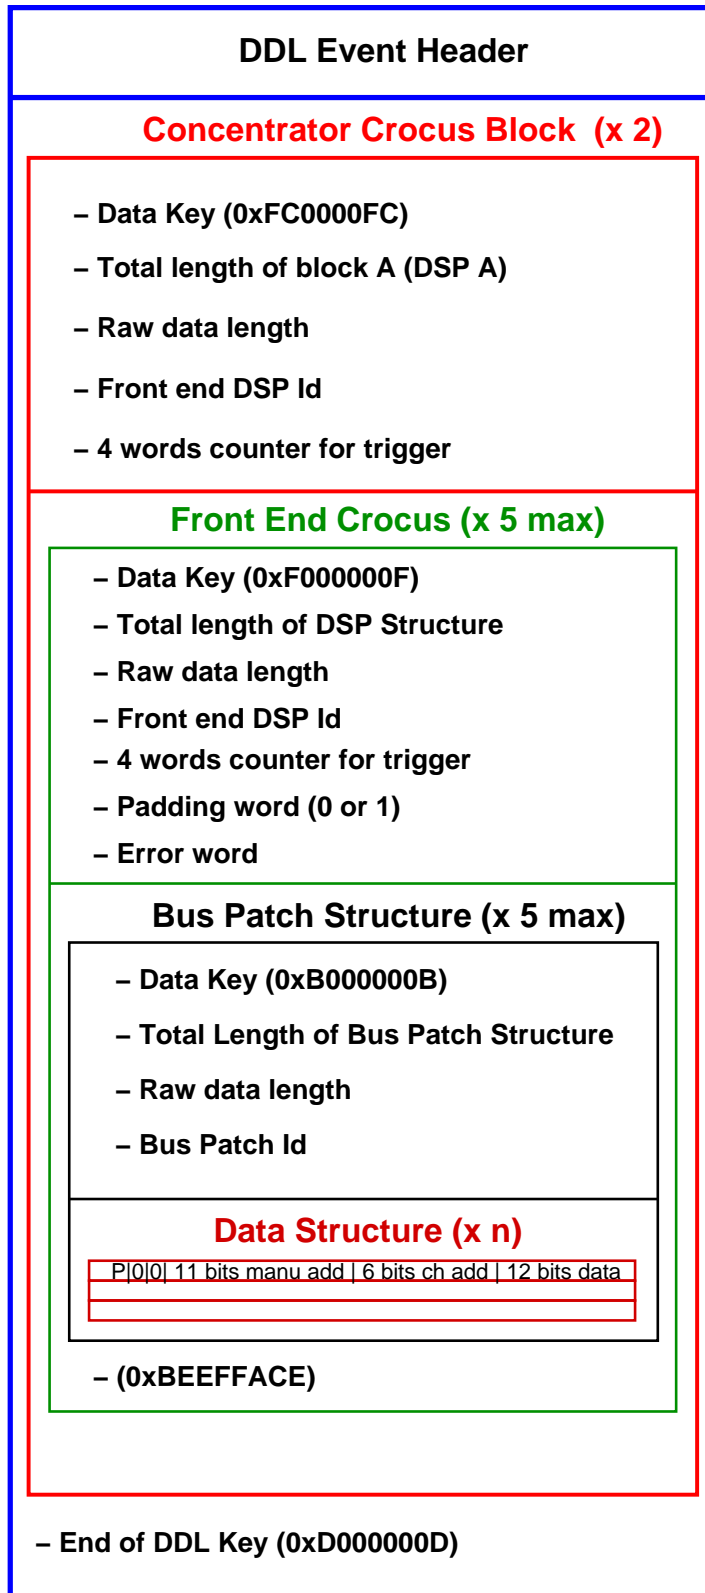 DDL Event Header
Concentrator Crocus Block (x 2)
– Data Key (0xFC0000FC)
– Total length of block A (DSP A)
– Raw data length
– Front end DSP Id
– 4 words counter for trigger
Front End Crocus (x 5 max)
– Data Key (0xF000000F)
– Total length of DSP Structure
– Raw data length
– Front end DSP Id
– 4 words counter for trigger
– Padding word (0 or 1)
– Error word
Bus Patch Structure (x 5 max)
– Data Key (0xB000000B)
– Total Length of Bus Patch Structure
– Raw data length
– Bus Patch Id
Data Structure (x n)
P|0|0| 11 bits manu add | 6 bits ch add | 12 bits data
– (0xBEEFFACE)
– End of DDL Key (0xD000000D)